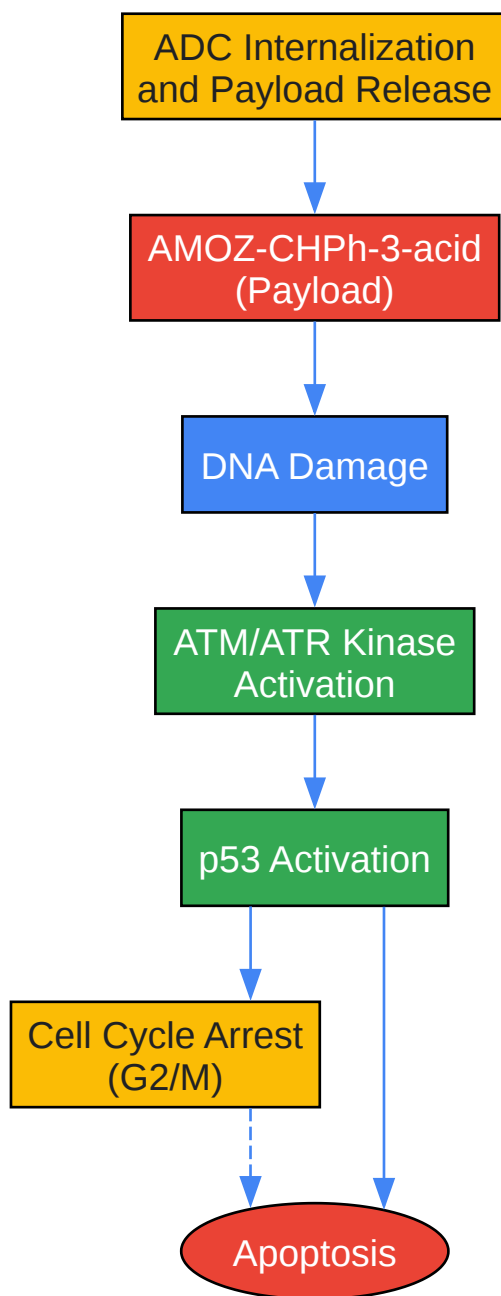 ADC Internalization
and Payload Release
AMOZ-CHPh-3-acid
(Payload)
DNA Damage
ATM/ATR Kinase
Activation
p53 Activation
Cell Cycle Arrest
(G2/M)
Apoptosis